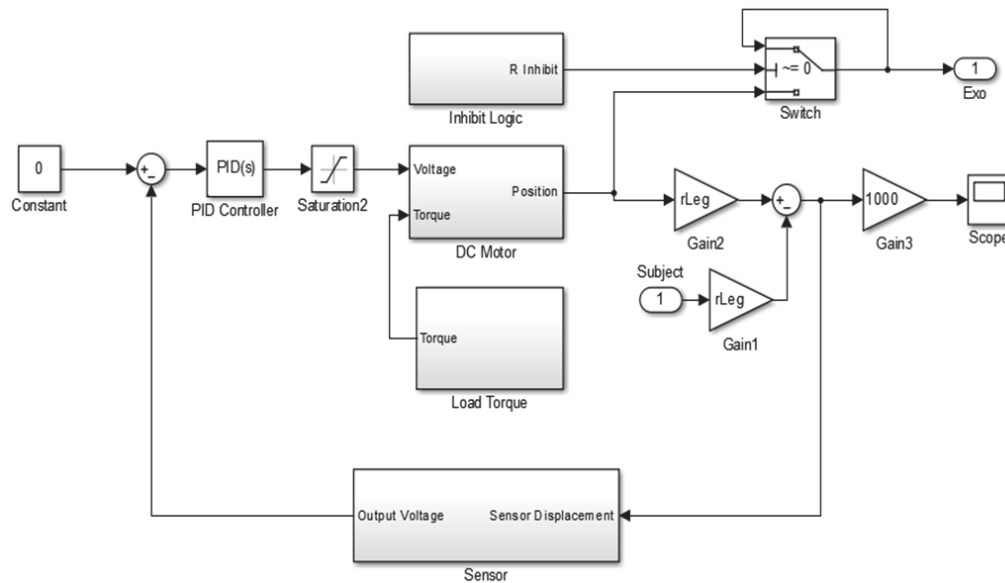 R Inhibit
Inhibit Logic
~= 0
Switch
1
Exo
0
Constant
+
−
PID(s)
PID Controller
Saturation2
Voltage
Position
Torque
DC Motor
rLeg
Gain2
+
−
1000
Gain3
Scope
Subject
1
rLeg
Gain1
Torque
Load Torque
Output Voltage
Sensor Displacement
Sensor